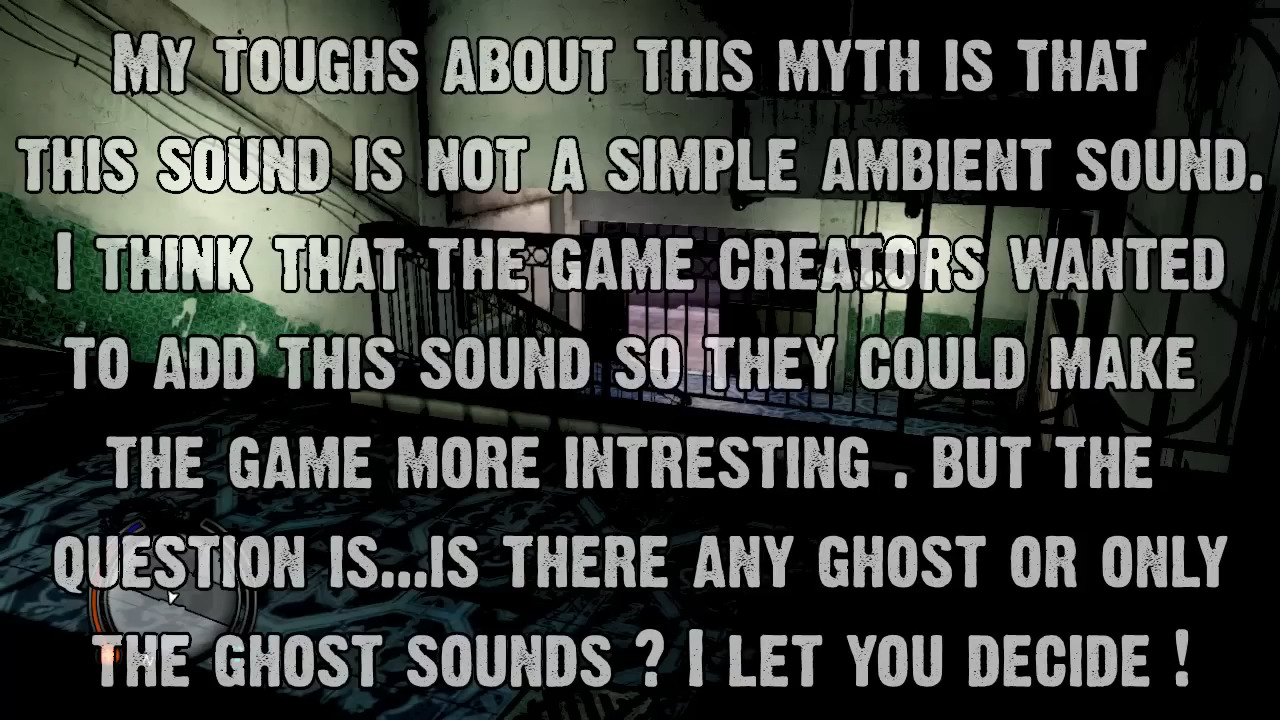 My toughs about this myth is that
this sound is not a simple ambient sound.
I think that the game creators wanted
to add this sound so they could make
the game more intresting . But the
question is...is there any ghost or only
the ghost sounds ? I let you decide !